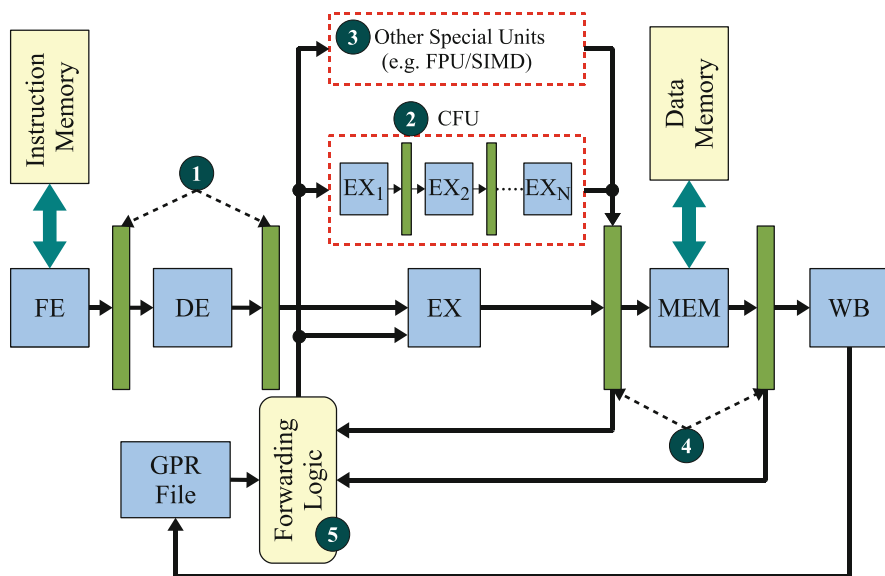 3 Other Special Units
(e.g. FPU/SIMD)
Instruction
Memory
Data
Memory
2 CFU
1
EX1
EX2
EXN
FE
DE
EX
MEM
WB
4
GPR
File
Forwarding
Logic
5